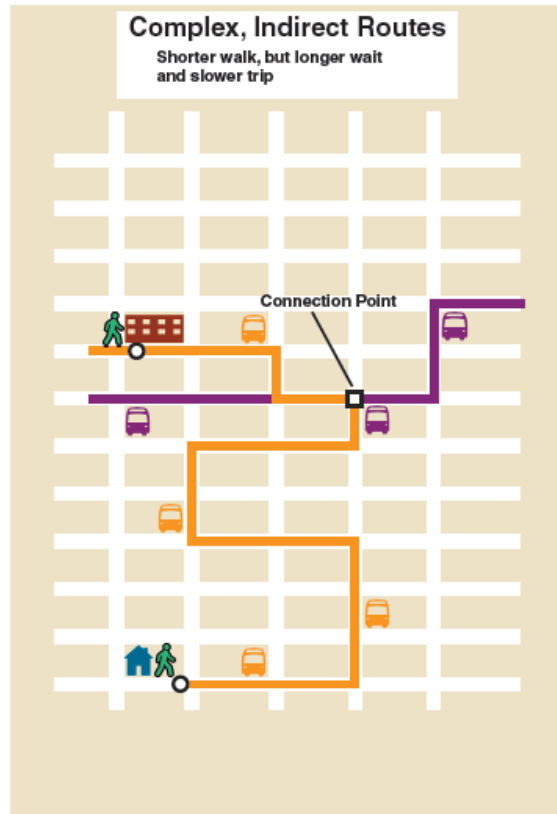 Complex, Indirect Routes
Shorter walk, but longer wait
and slower trip
Connection Point